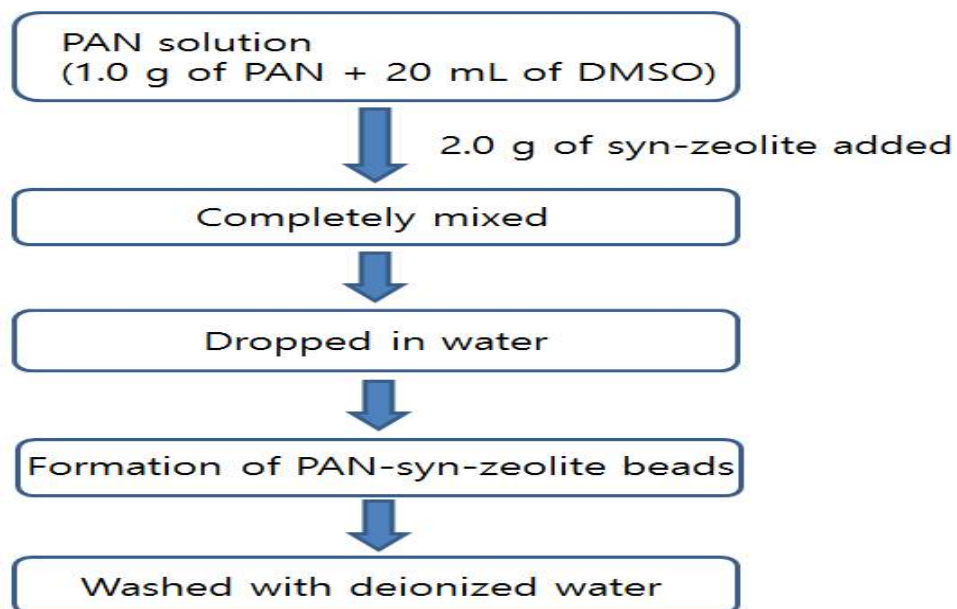 PAN solution
(1.0 g of PAN + 20 mL of DMSO)
2.0 g of syn-zeolite added
Completely mixed
Dropped in water
Formation of PAN-syn-zeolite beads
Washed with deionized water